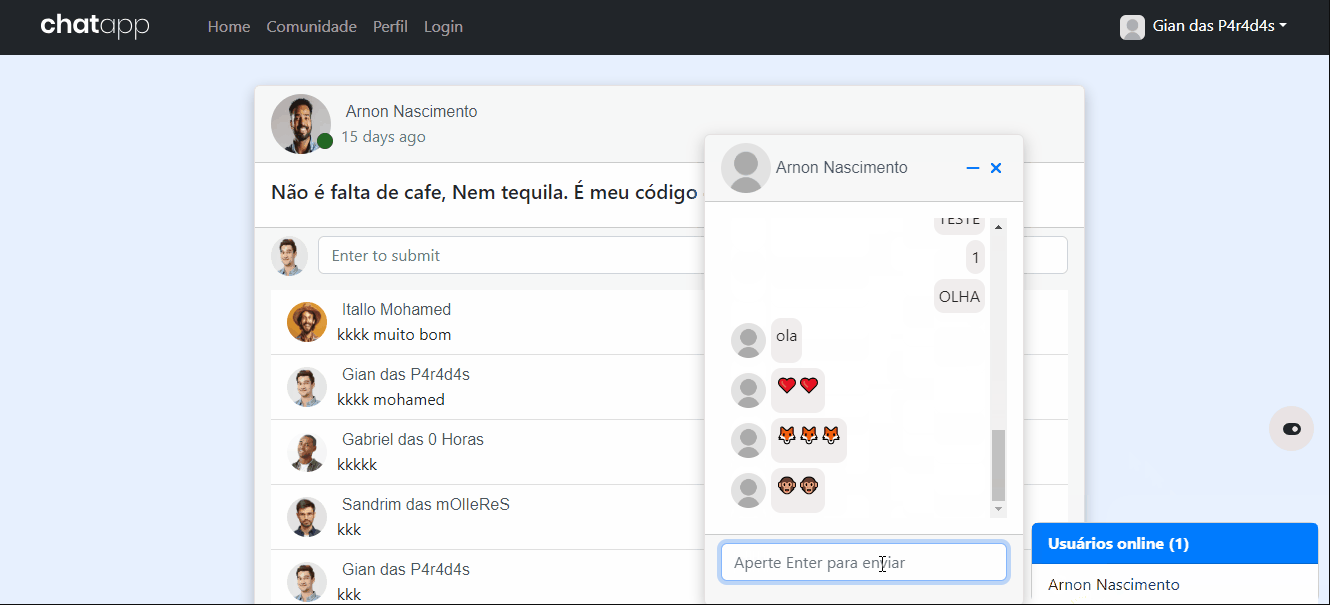 chatapp
Home Comunidade Perfil Login
Gian das P4r4d4s
Arnon Nascimento
15 days ago
Não é falta de cafe, Nem tequila. É meu código
Enter to submit
Itallo Mohamed
kkkk muito bom
Gian das P4r4d4s
kkkk mohamed
Gabriel das 0 Horas
kkkkk
Sandrim das mOlleReS
kkk
Gian das P4r4d4s
kkk
Arnon Nascimento
TESTE
1
OLHA
ola
Aperte Enter para enviar
Usuários online (1)
Arnon Nascimento